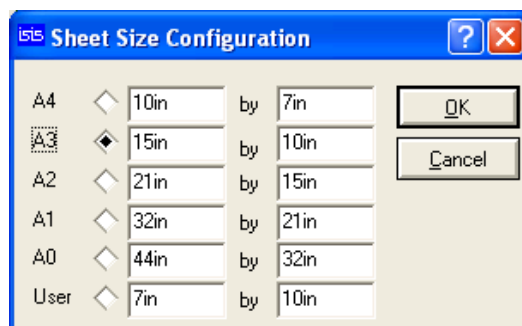 isis Sheet Size Configuration ?
A4 10in by 7in OK
A3 15in by 10in
Cancel
A2 21in by 15in
A1 32in by 21in
A0 44in by 32in
User 7in by 10in